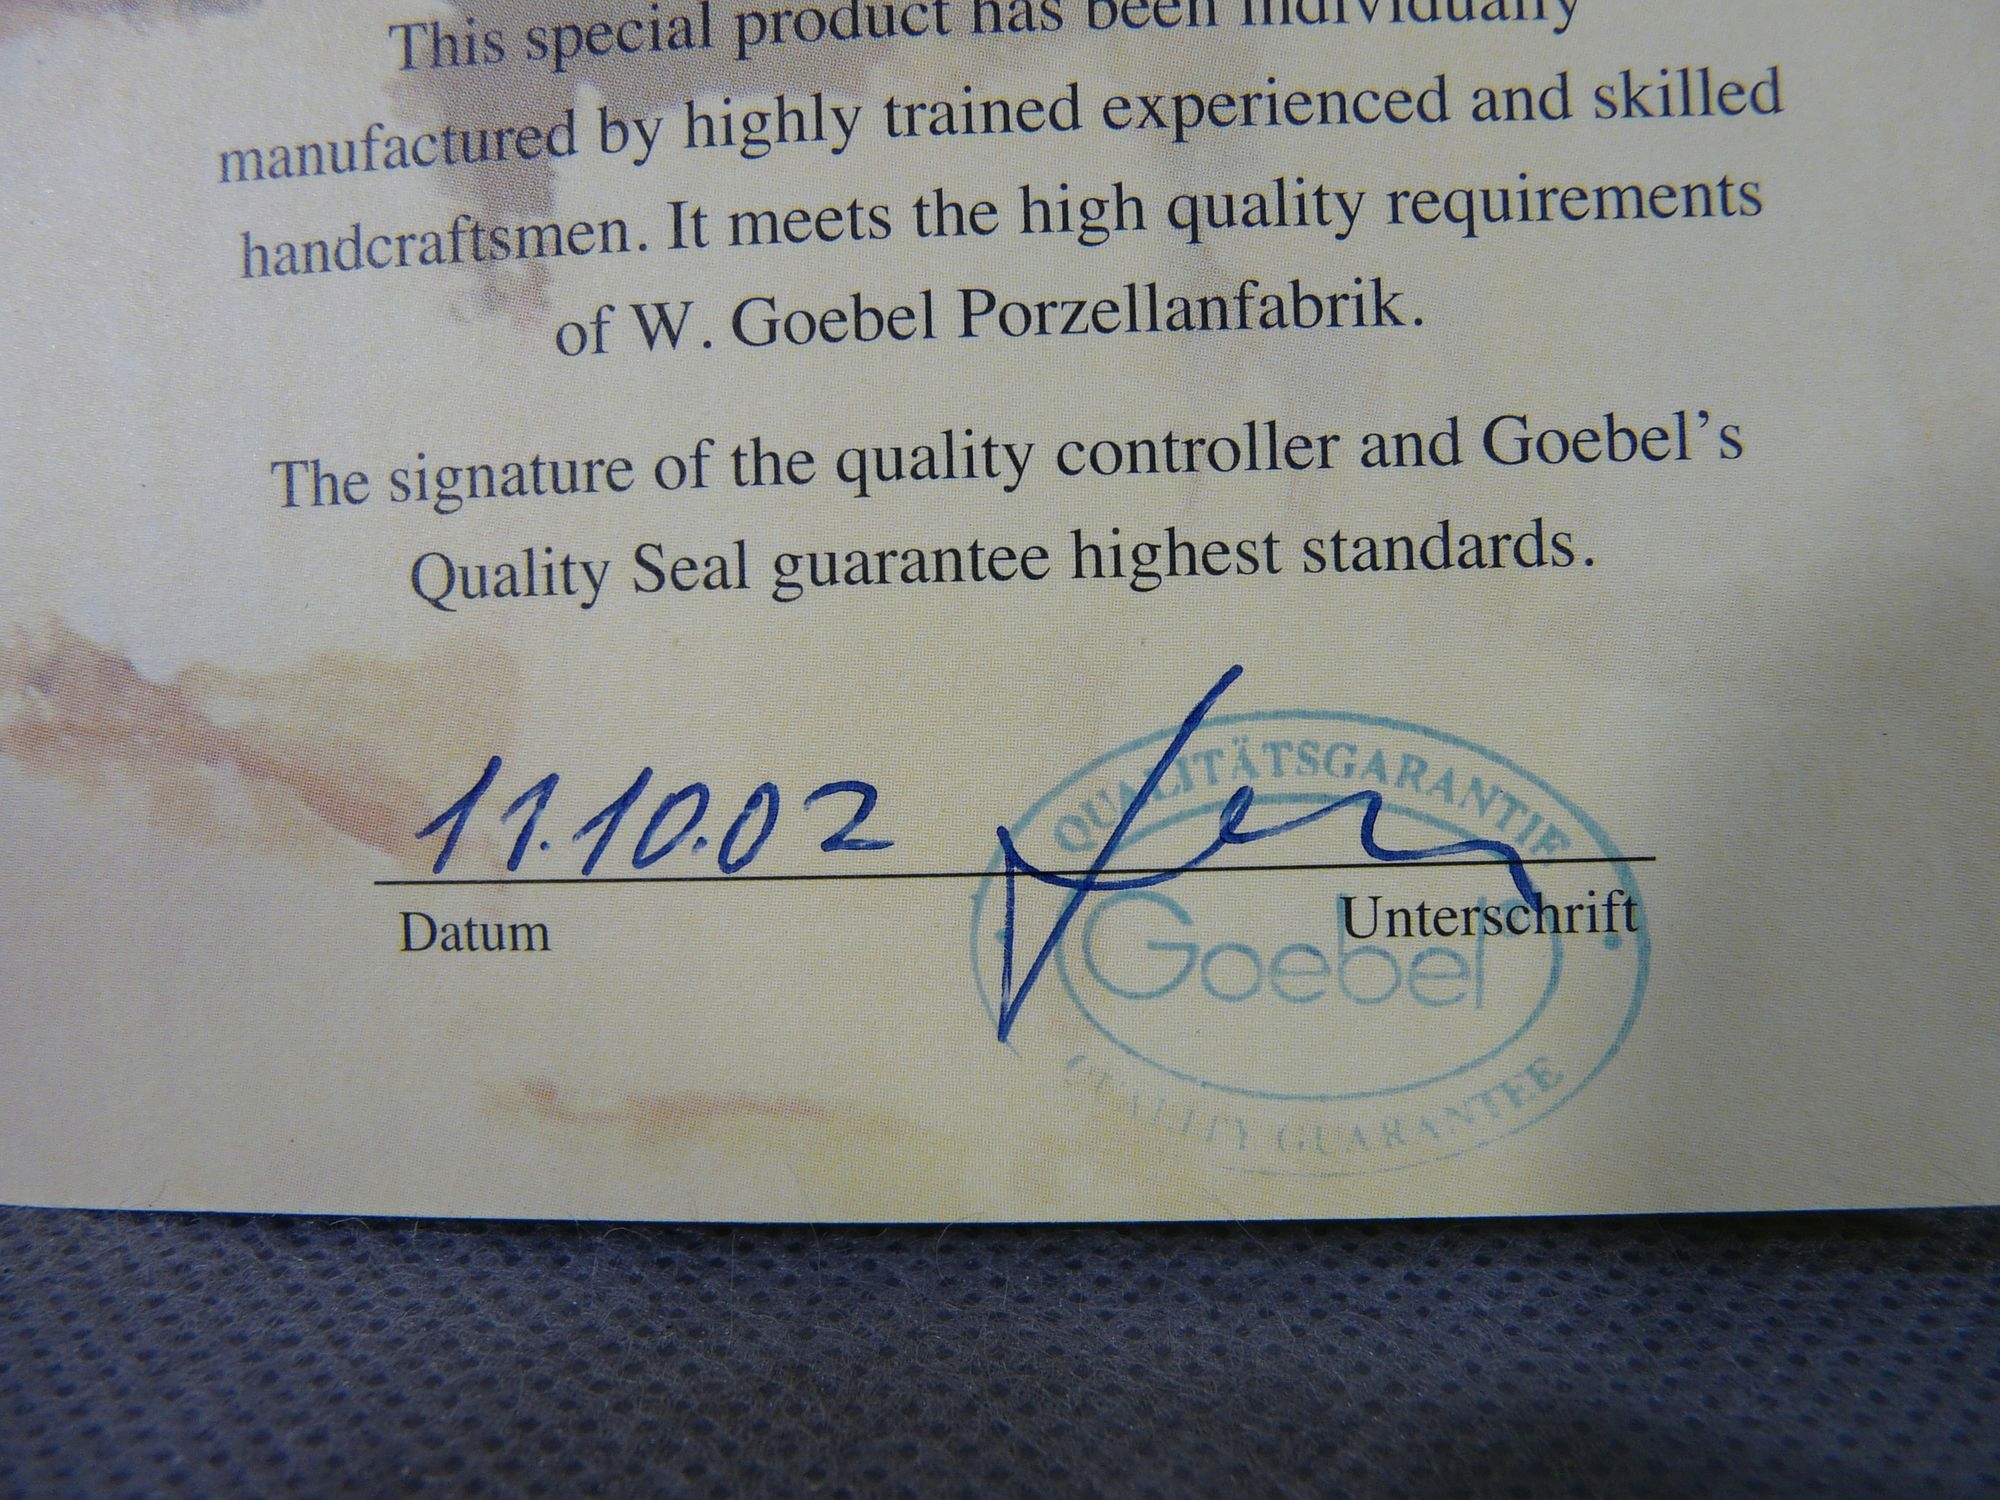 This special product has been individually
manufactured by highly trained experienced and skilled
handcraftsmen. It meets the high quality requirements
of W. Goebel Porzellanfabrik.
The signature of the quality controller and Goebel's
Quality Seal guarantee highest standards.
11.10.02
Datum
Unterschrift
QUALITÄTSGARANTIE
Goebel
QUALITY GUARANTEE